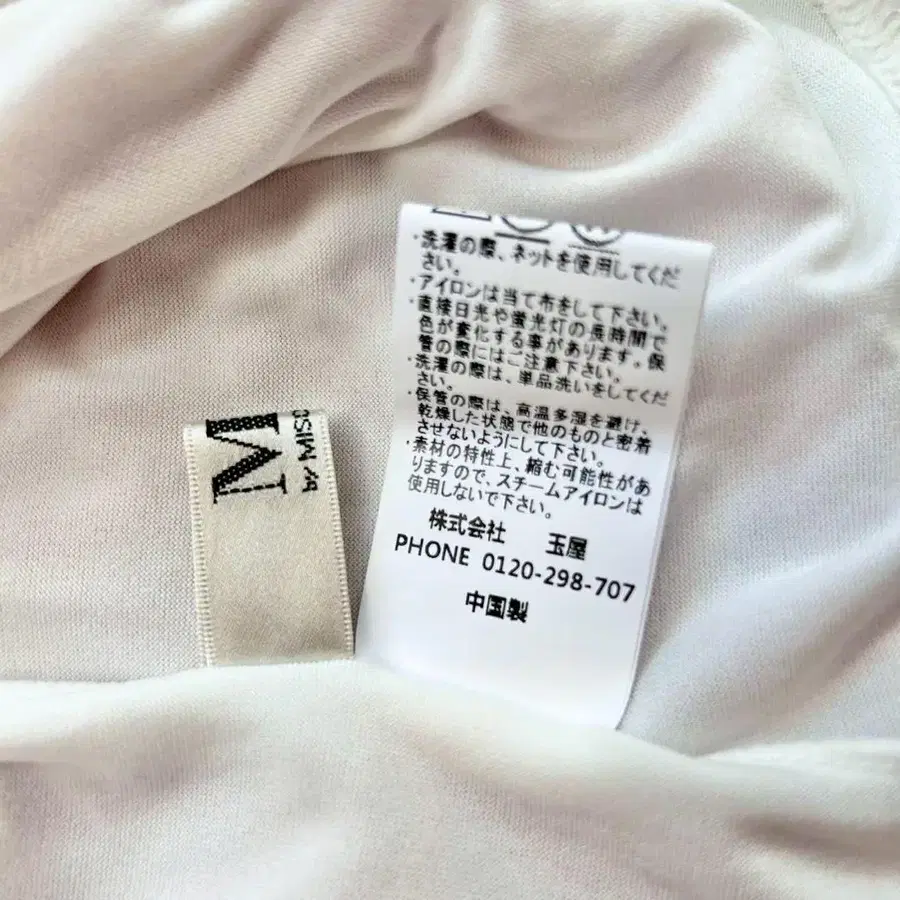 M
by MISC
・洗濯の際、ネットを使用してくだ
さい。
・アイロンは当て布をして下さい。
・直接日光や蛍光灯の長時間で
色が変化する事があります。保
管の際にはご注意下さい。
・洗濯の際は、単品洗いをしてくだ
さい。
・保管の際は、高温多湿を避け、
乾燥した状態で他のものと密着
させないようにして下さい。
・素材の特性上、縮む可能性があ
りますので、スチームアイロンは
使用しないで下さい。
株式会社 玉屋
PHONE 0120-298-707
中国製